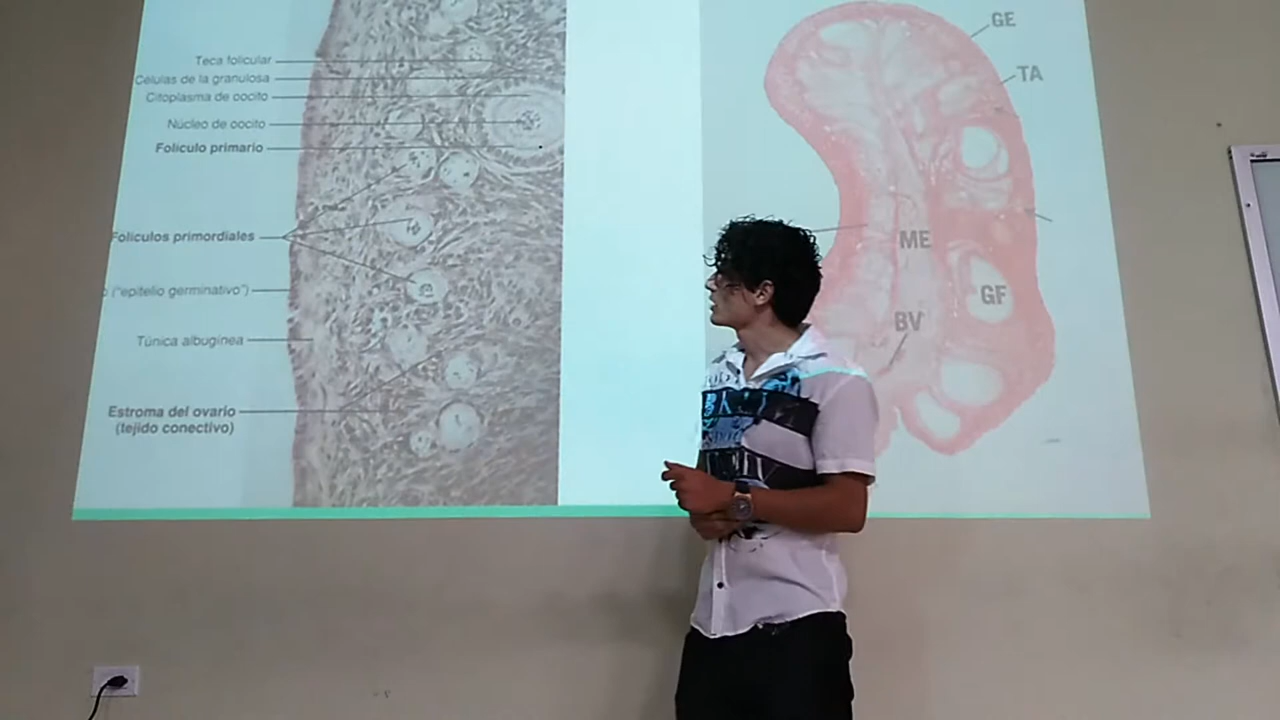 Teca folicular
Células de la granulosa
Citoplasma de oocito
Núcleo de oocito
Folículo primario
Folículos primordiales
("epitelio germinativo")
Túnica albugínea
Estroma del ovario
(tejido conectivo)
GE
TA
ME
GF
BV